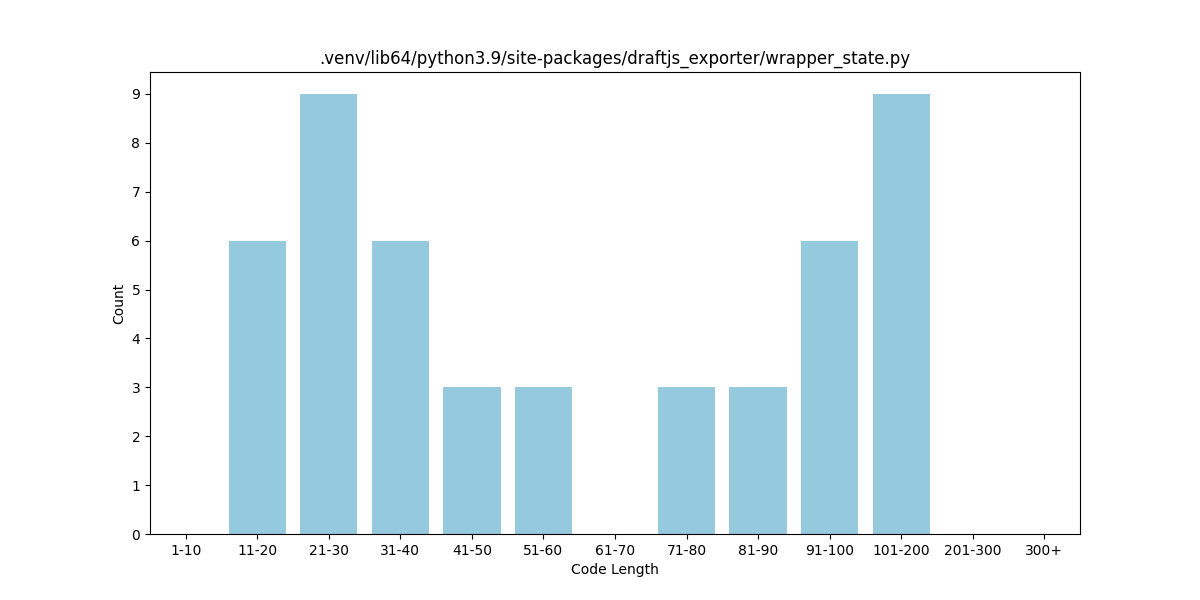 .venv/lib64/python3.9/site-packages/draftjs_exporter/wrapper_state.py
9
8
7
6
5
4
3
2
1
0
Count
1-10 11-20 21-30 31-40 41-50 51-60 61-70 71-80 81-90 91-100 101-200 201-300 300+
Code Length